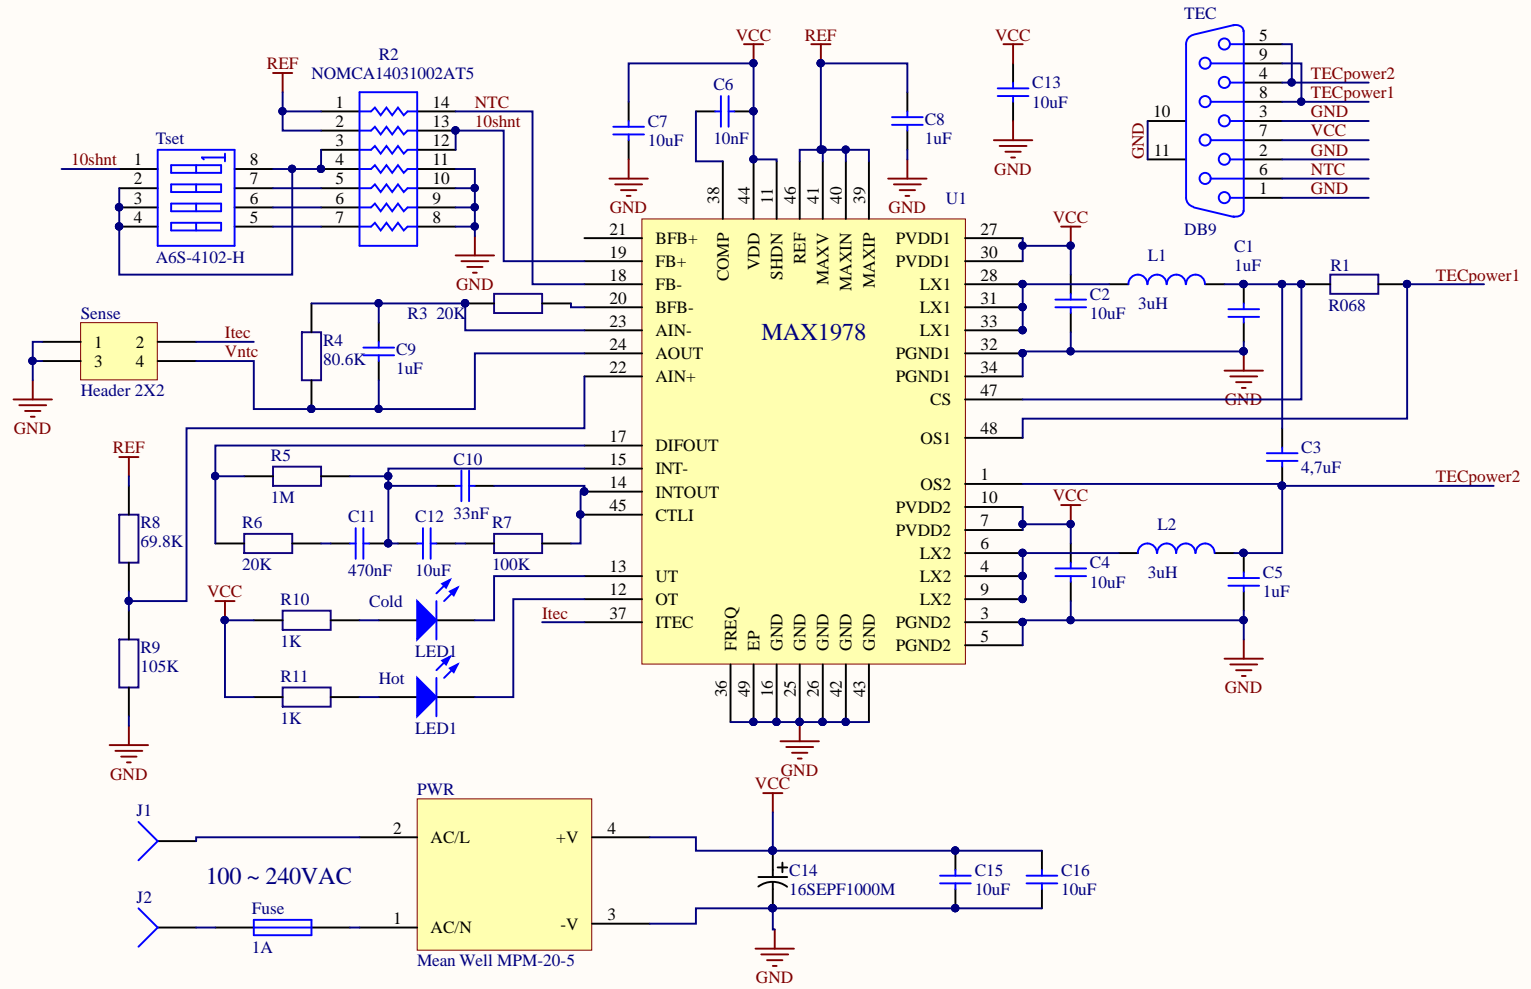 TEC
5
9
4
TECpower2
8
TECpower1
10
3
GND
7
VCC
GND
11
2
GND
6
NTC
1
GND
DB9
R2
NOMCA14031002AT5
REF
1
14
NTC
2
13
10shnt
3
12
4
11
5
10
6
9
7
8
GND
Tset
10shnt
1
8
2
7
3
6
4
5
1
A6S-4102-H
VCC
REF
VCC
C6
10nF
C7
10uF
GND
C8
1uF
GND
C13
10uF
GND
38
44
11
46
41
40
39
U1
COMP
VDD
SHDN
REF
MAXV
MAXIN
MAXIP
MAX1978
21
BFB+
19
FB+
18
FB-
20
BFB-
23
AIN-
24
AOUT
22
AIN+
17
DIFOUT
15
INT-
14
INTOUT
45
CTLI
13
UT
12
OT
37
ITEC
Itec
PVDD1
27
PVDD1
30
LX1
28
LX1
31
LX1
33
PGND1
32
PGND1
34
CS
47
OS1
48
OS2
1
PVDD2
10
PVDD2
7
LX2
6
LX2
4
LX2
9
PGND2
3
PGND2
5
FREQ
EP
GND
GND
GND
GND
GND
36
49
16
25
26
42
43
GND
VCC
C2
10uF
L1
3uH
C1
1uF
R1
R068
TECpower1
GND
C3
4,7uF
TECpower2
VCC
C4
10uF
L2
3uH
C5
1uF
GND
Sense
1
2
Itec
3
4
Vntc
Header 2X2
GND
R3 20K
R4
80.6K
C9
1uF
REF
R8
69.8K
R9
105K
GND
R5
1M
C10
33nF
R6
20K
C11
470nF
C12
10uF
R7
100K
VCC
R10
1K
Cold
LED1
R11
1K
Hot
LED1
J1
PWR
2
AC/L
+V
4
100 ~ 240VAC
J2
Fuse
1A
1
AC/N
-V
3
Mean Well MPM-20-5
VCC
+
C14
16SEPF1000M
C15
10uF
C16
10uF
GND